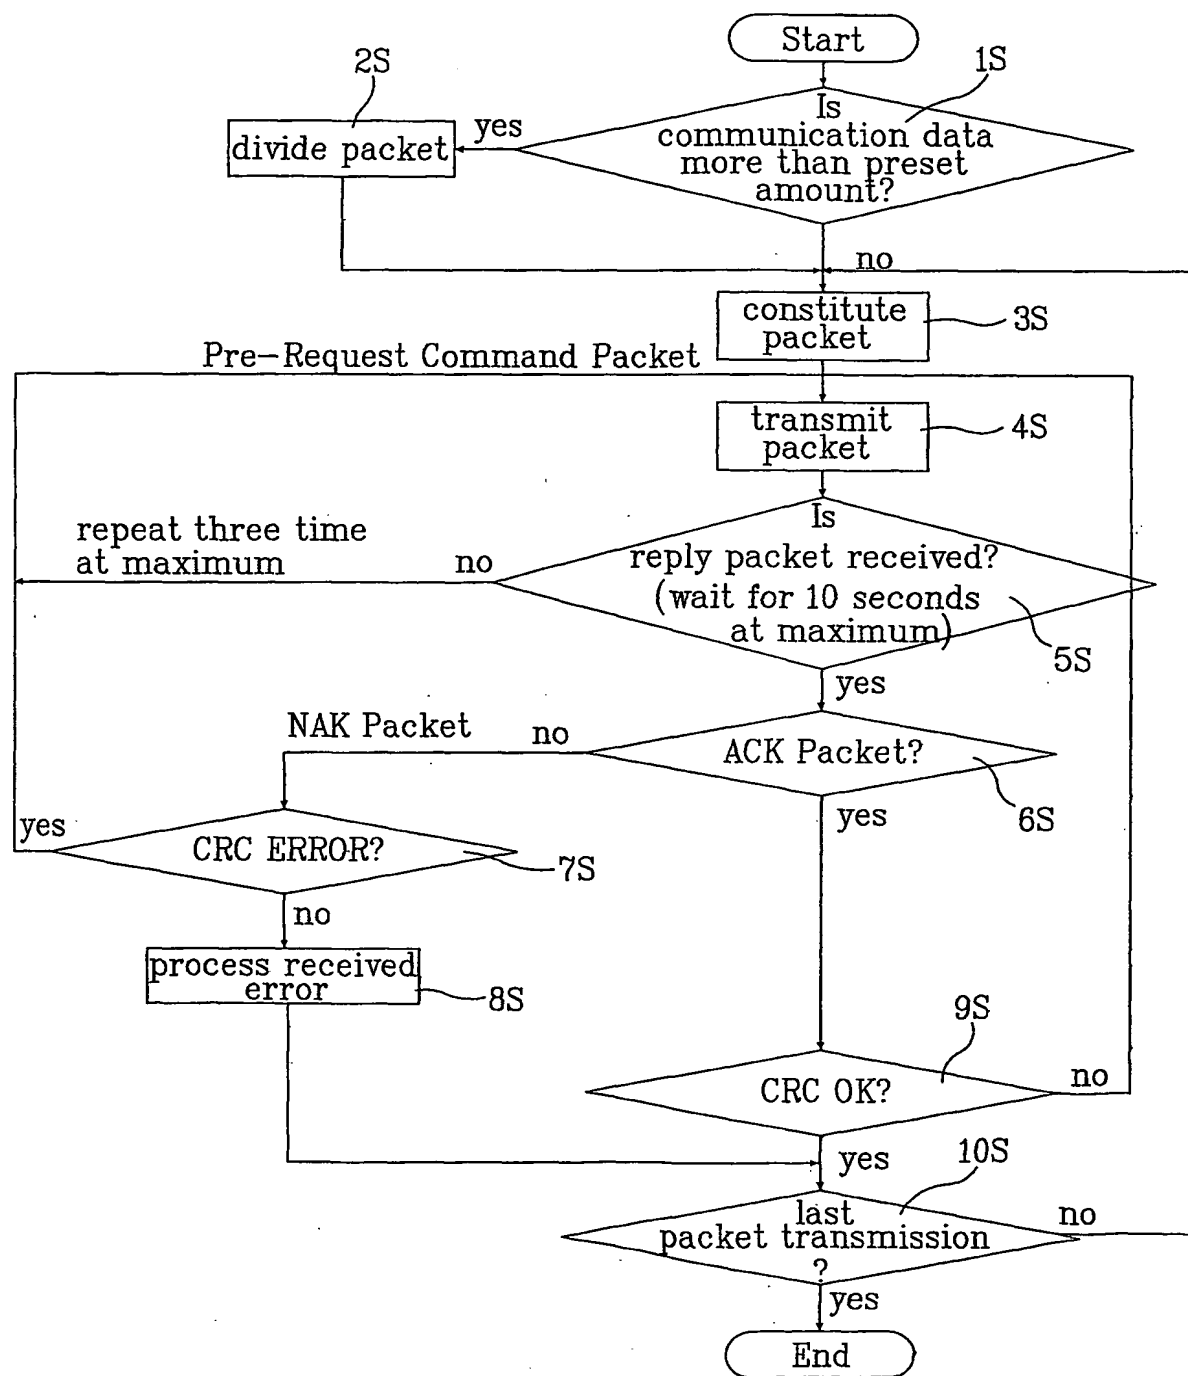 Start
2S
1S
yes
divide packet
Is
communication data
more than preset
amount?
no
constitute
packet
3S
Pre-Request Command Packet
transmit
packet
4S
repeat three time
at maximum
no
Is
reply packet received?
(wait for 10 seconds
at maximum)
5S
yes
NAK Packet
no
ACK Packet?
6S
yes
yes
CRC ERROR?
7S
no
process received
error
8S
9S
CRC OK?
no
yes
10S
last
packet transmission
?
no
yes
End